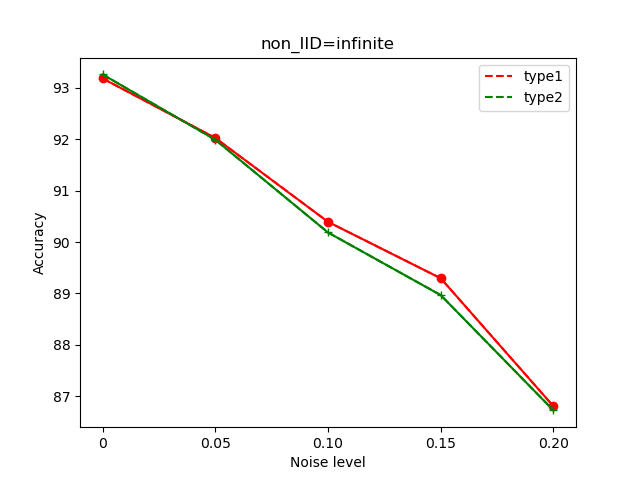 non_IID=infinite
type1
type2
Accuracy
93
92
91
90
89
88
87
0 0.05 0.10 0.15 0.20
Noise level